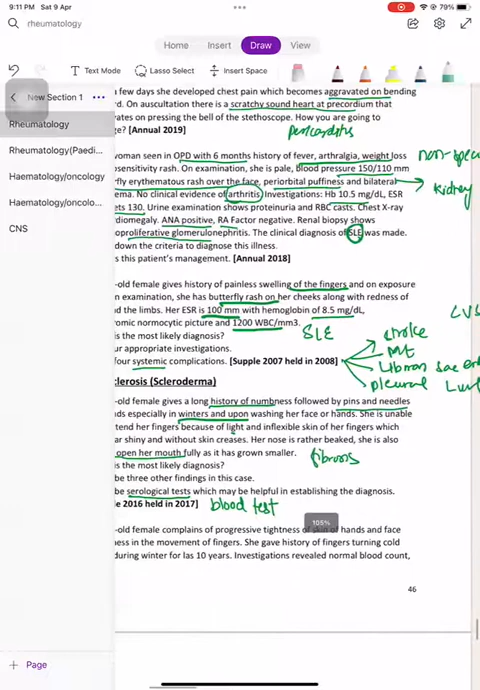 9:11 PM Sat 9 Apr
79%
rheumatology
Home Insert Draw View
Text Mode Lasso Select Insert Space
New Section 1
Rheumatology
Rheumatology(Paedi...
Haematology/oncology
Haematology/oncolo...
CNS
Page
a few days she developed chest pain which becomes aggravated on bending
rd. On auscultation there is a scratchy sound heart at precordium that
vates on pressing the bell of the stethoscope. How you are going to
ge? [Annual 2019]
pericarditis
woman seen in OPD with 6 months history of fever, arthralgia, weight loss
osensitivity rash. On examination, she is pale, blood pressure 150/110 mm
rfly erythematous rash over the face, periorbital puffiness and bilateral
ema. No clinical evidence of arthritis Investigations: Hb 10.5 mg/dL, ESR
ets 130. Urine examination shows proteinuria and RBC casts. Chest X-ray
rdiomegaly. ANA positive, RA Factor negative. Renal biopsy shows
oproliferative glomerulonephritis. The clinical diagnosis of SLE was made.
down the criteria to diagnose this illness.
s this patient's management. [Annual 2018]
non-spec
kidney
-old female gives history of painless swelling of the fingers and on exposure
n examination, she has butterfly rash on her cheeks along with redness of
nd the limbs. Her ESR is 100 mm with hemoglobin of 8.5 mg/dL,
romic normocytic picture and 1200 WBC/mm3.
is the most likely diagnosis?
ur appropriate investigations.
four systemic complications. [Supple 2007 held in 2008]
SLE
CVS
stroke
MI
pleural
clerosis (Scleroderma)
-old female gives a long history of numbness followed by pins and needles
nds especially in winters and upon washing her face or hands. She is unable
tend her fingers because of light and inflexible skin of her fingers which
ar shiny and without skin creases. Her nose is rather beaked, she is also
open her mouth fully as it has grown smaller.
fibrosis
is the most likely diagnosis?
be three other findings in this case.
be serological tests which may be helpful in establishing the diagnosis.
e 2016 held in 2017]
blood test
105%
-old female complains of progressive tightness of skin of hands and face
ness in the movement of fingers. She gave history of fingers turning cold
during winter for las 10 years. Investigations revealed normal blood count,
46